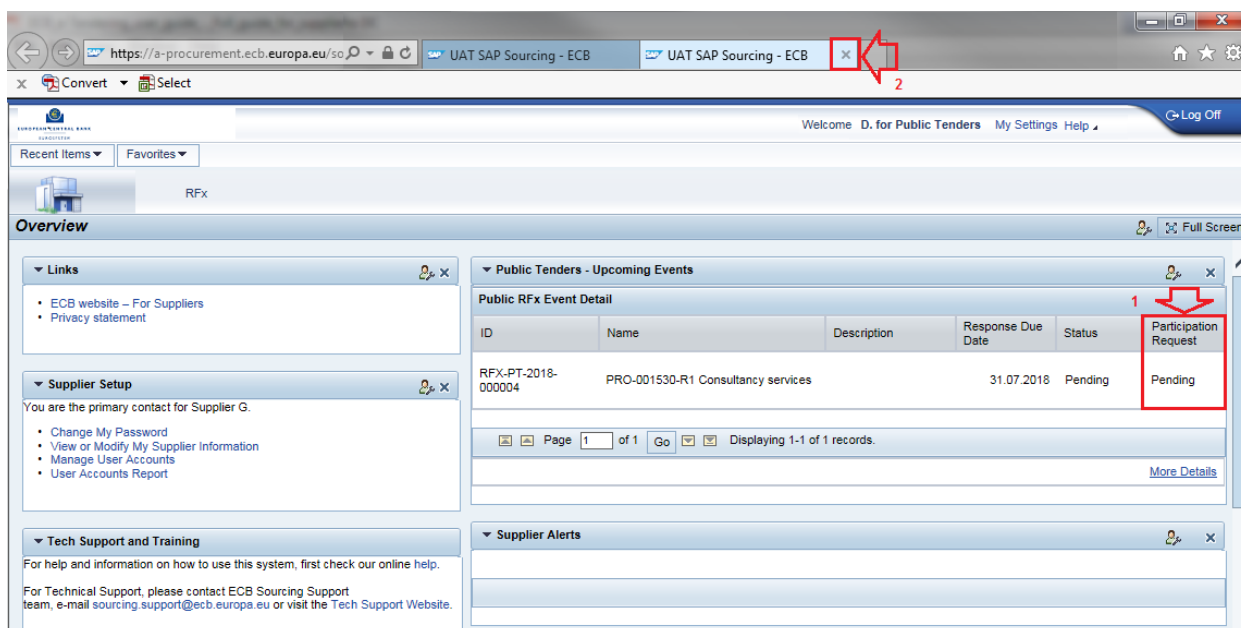 https://a-procurement.ecb.europa.eu/so
UAT SAP Sourcing - ECB
UAT SAP Sourcing - ECB
2
x Convert Select
EUROPEAN CENTRAL BANK
EUROSYSTEM
Welcome D. for Public Tenders My Settings Help
Log Off
Recent Items Favorites
RFx
Overview
Full Screen
Links
• ECB website – For Suppliers
• Privacy statement
Supplier Setup
You are the primary contact for Supplier G.
• Change My Password
• View or Modify My Supplier Information
• Manage User Accounts
• User Accounts Report
Tech Support and Training
For help and information on how to use this system, first check our online help.
For Technical Support, please contact ECB Sourcing Support
team, e-mail sourcing.support@ecb.europa.eu or visit the Tech Support Website.
Public Tenders - Upcoming Events
Public RFx Event Detail
1
ID Name Description Response Due Date Status Participation Request
RFX-PT-2018-000004 PRO-001530-R1 Consultancy services 31.07.2018 Pending Pending
Page 1 of 1 Go Displaying 1-1 of 1 records.
More Details
Supplier Alerts